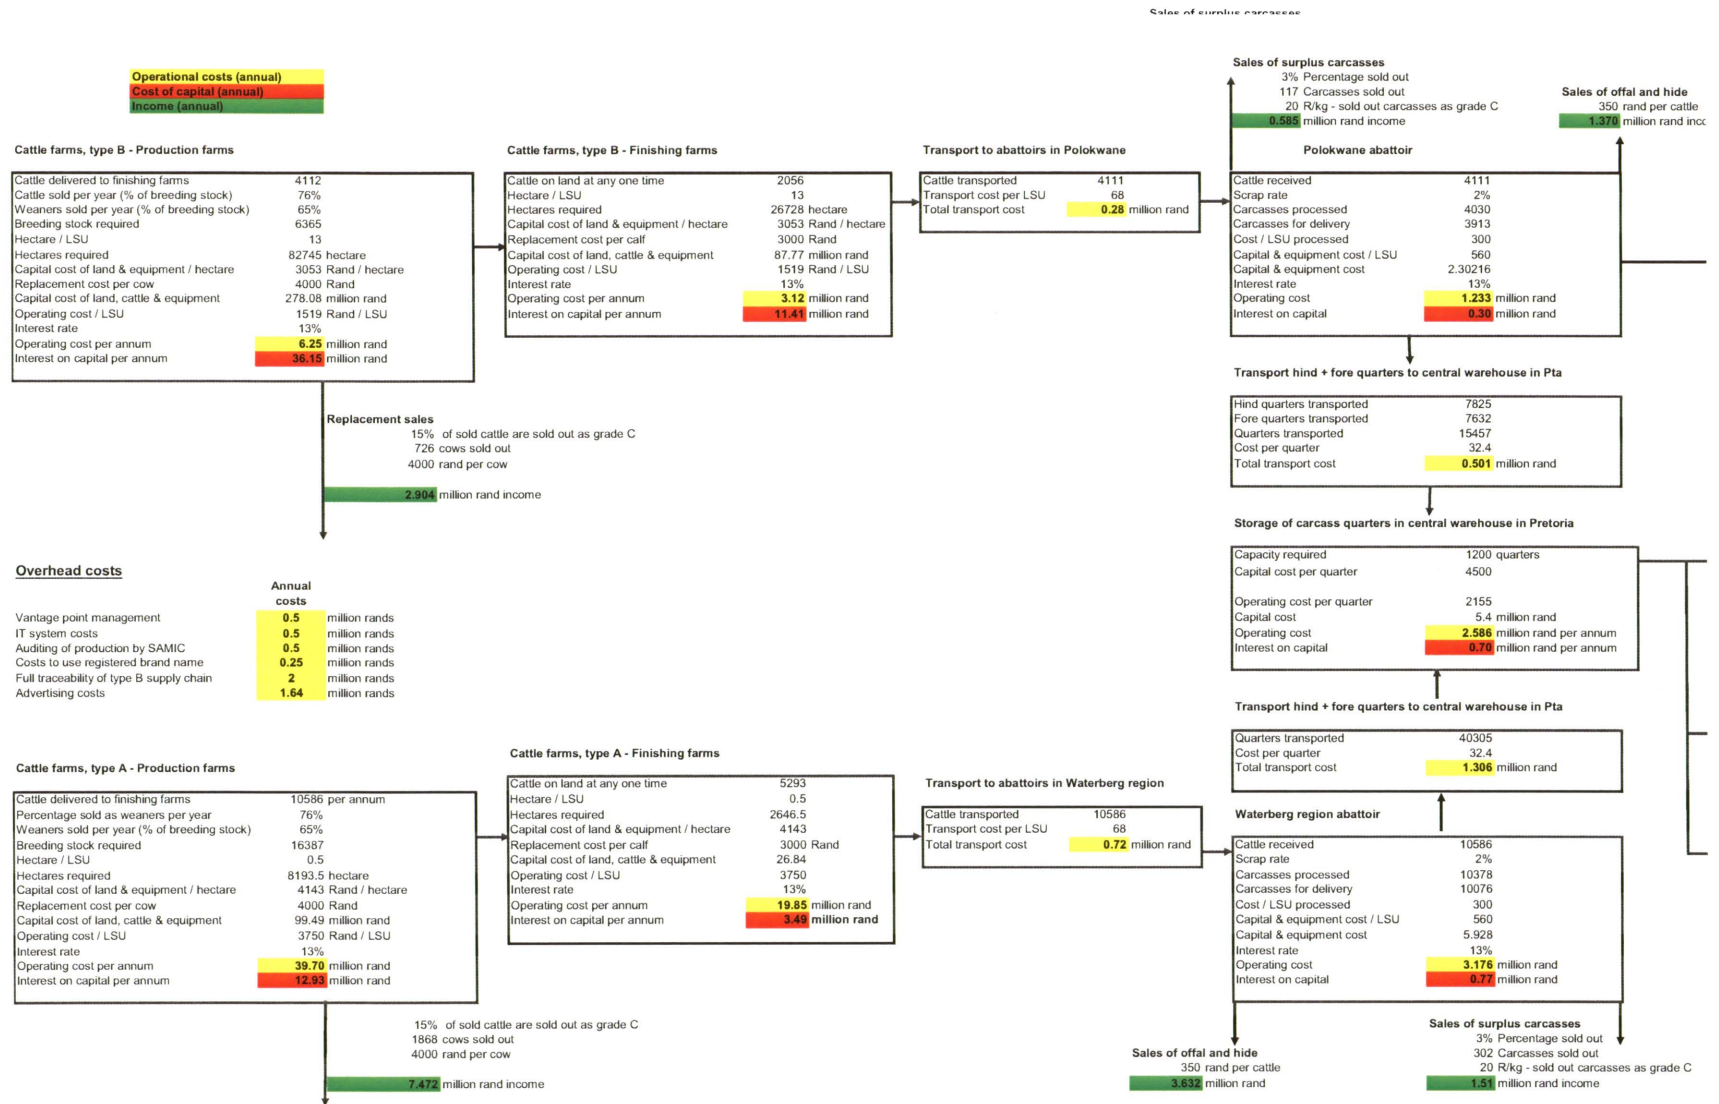 Sales of surplus carcasses
Operational costs (annual)
Cost of capital (annual)
Income (annual)
Sales of surplus carcasses
3% Percentage sold out
117 Carcasses sold out
20 R/kg - sold out carcasses as grade C
0.585 million rand income
Sales of offal and hide
350 rand per cattle
1.370 million rand inc
Cattle farms, type B - Production farms
Cattle delivered to finishing farms 4112
Cattle sold per year (% of breeding stock) 76%
Weaners sold per year (% of breeding stock) 65%
Breeding stock required 6365
Hectare / LSU 13
Hectares required 82745 hectare
Capital cost of land & equipment / hectare 3053 Rand / hectare
Replacement cost per cow 4000 Rand
Capital cost of land, cattle & equipment 278.08 million rand
Operating cost / LSU 1519 Rand / LSU
Interest rate 13%
Operating cost per annum 6.25 million rand
Interest on capital per annum 36.15 million rand
Cattle farms, type B - Finishing farms
Cattle on land at any one time 2056
Hectare / LSU 13
Hectares required 26728 hectare
Capital cost of land & equipment / hectare 3053 Rand / hectare
Replacement cost per calf 3000 Rand
Capital cost of land, cattle & equipment 87.77 million rand
Operating cost / LSU 1519 Rand / LSU
Interest rate 13%
Operating cost per annum 3.12 million rand
Interest on capital per annum 11.41 million rand
Transport to abattoirs in Polokwane
Cattle transported 4111
Transport cost per LSU 68
Total transport cost 0.28 million rand
Polokwane abattoir
Cattle received 4111
Scrap rate 2%
Carcasses processed 4030
Carcasses for delivery 3913
Cost / LSU processed 300
Capital & equipment cost / LSU 560
Capital & equipment cost 2.30216
Interest rate 13%
Operating cost 1.233 million rand
Interest on capital 0.30 million rand
Replacement sales
15% of sold cattle are sold out as grade C
726 cows sold out
4000 rand per cow
2.904 million rand income
Transport hind + fore quarters to central warehouse in Pta
Hind quarters transported 7825
Fore quarters transported 7632
Quarters transported 15457
Cost per quarter 32.4
Total transport cost 0.501 million rand
Storage of carcass quarters in central warehouse in Pretoria
Capacity required 1200 quarters
Capital cost per quarter 4500
Operating cost per quarter 2155
Capital cost 5.4 million rand
Operating cost 2.586 million rand per annum
Interest on capital 0.70 million rand per annum
Overhead costs
Annual
costs
Vantage point management 0.5 million rands
IT system costs 0.5 million rands
Auditing of production by SAMIC 0.5 million rands
Costs to use registered brand name 0.25 million rands
Full traceability of type B supply chain 2 million rands
Advertising costs 1.64 million rands
Transport hind + fore quarters to central warehouse in Pta
Quarters transported 40305
Cost per quarter 32.4
Total transport cost 1.306 million rand
Cattle farms, type A - Production farms
Cattle delivered to finishing farms 10586 per annum
Percentage sold as weaners per year 76%
Weaners sold per year (% of breeding stock) 65%
Breeding stock required 16387
Hectare / LSU 0.5
Hectares required 8193.5 hectare
Capital cost of land & equipment / hectare 4143 Rand / hectare
Replacement cost per cow 4000 Rand
Capital cost of land, cattle & equipment 99.49 million rand
Operating cost / LSU 3750 Rand / LSU
Interest rate 13%
Operating cost per annum 39.70 million rand
Interest on capital per annum 12.93 million rand
Cattle farms, type A - Finishing farms
Cattle on land at any one time 5293
Hectare / LSU 0.5
Hectares required 2646.5
Capital cost of land & equipment / hectare 4143
Replacement cost per calf 3000 Rand
Capital cost of land, cattle & equipment 26.84
Operating cost / LSU 3750
Interest rate 13%
Operating cost per annum 19.85 million rand
Interest on capital per annum 3.49 million rand
Transport to abattoirs in Waterberg region
Cattle transported 10586
Transport cost per LSU 68
Total transport cost 0.72 million rand
Waterberg region abattoir
Cattle received 10586
Scrap rate 2%
Carcasses processed 10378
Carcasses for delivery 10076
Cost / LSU processed 300
Capital & equipment cost / LSU 560
Capital & equipment cost 5.928
Interest rate 13%
Operating cost 3.176 million rand
Interest on capital 0.77 million rand
15% of sold cattle are sold out as grade C
1868 cows sold out
4000 rand per cow
7.472 million rand income
Sales of offal and hide
350 rand per cattle
3.632 million rand
Sales of surplus carcasses
3% Percentage sold out
302 Carcasses sold out
20 R/kg - sold out carcasses as grade C
1.51 million rand income